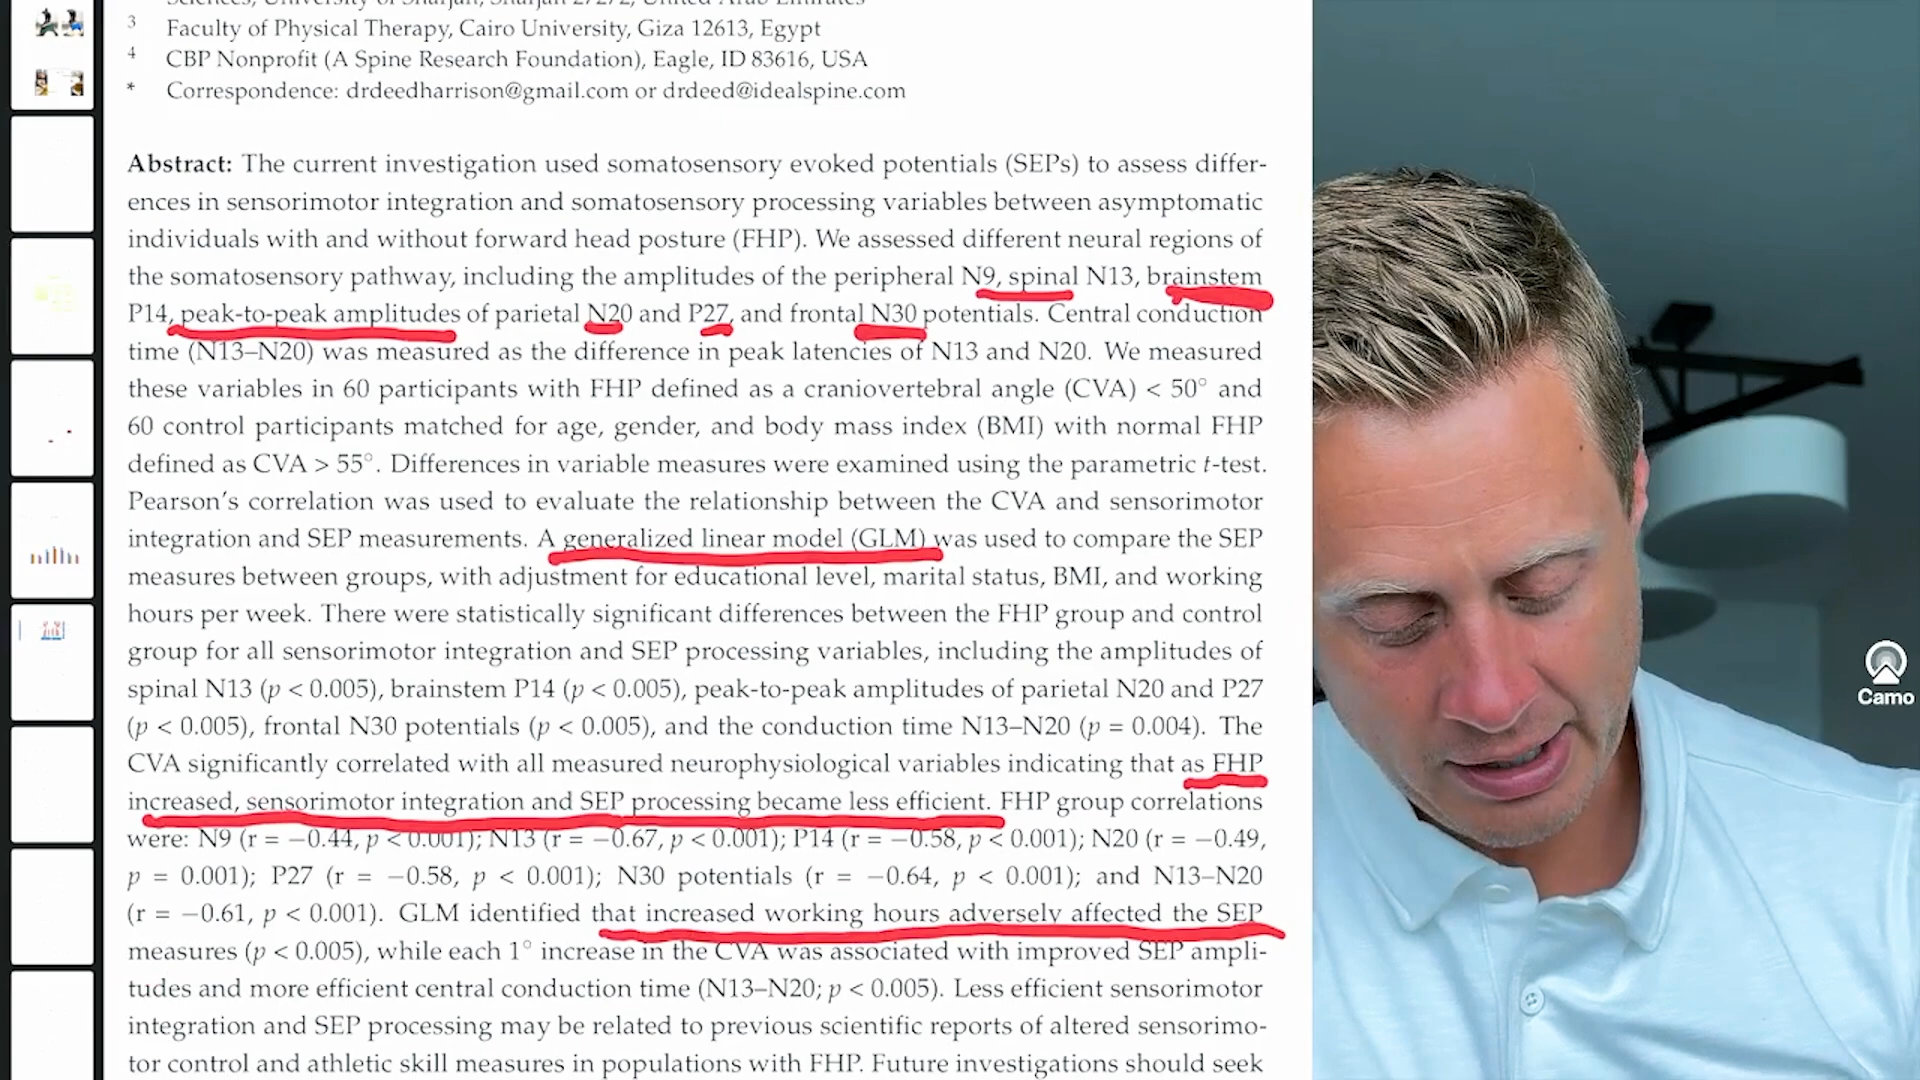 Sciences, University of Sharjah, Sharjah 27272, United Arab Emirates
3 Faculty of Physical Therapy, Cairo University, Giza 12613, Egypt
4 CBP Nonprofit (A Spine Research Foundation), Eagle, ID 83616, USA
* Correspondence: drdeedharrison@gmail.com or drdeed@idealspine.com
Abstract: The current investigation used somatosensory evoked potentials (SEPs) to assess differ-
ences in sensorimotor integration and somatosensory processing variables between asymptomatic
individuals with and without forward head posture (FHP). We assessed different neural regions of
the somatosensory pathway, including the amplitudes of the peripheral N9, spinal N13, brainstem
P14, peak-to-peak amplitudes of parietal N20 and P27, and frontal N30 potentials. Central conduction
time (N13–N20) was measured as the difference in peak latencies of N13 and N20. We measured
these variables in 60 participants with FHP defined as a craniovertebral angle (CVA) < 50° and
60 control participants matched for age, gender, and body mass index (BMI) with normal FHP
defined as CVA > 55°. Differences in variable measures were examined using the parametric t-test.
Pearson's correlation was used to evaluate the relationship between the CVA and sensorimotor
integration and SEP measurements. A generalized linear model (GLM) was used to compare the SEP
measures between groups, with adjustment for educational level, marital status, BMI, and working
hours per week. There were statistically significant differences between the FHP group and control
group for all sensorimotor integration and SEP processing variables, including the amplitudes of
spinal N13 (p < 0.005), brainstem P14 (p < 0.005), peak-to-peak amplitudes of parietal N20 and P27
(p < 0.005), frontal N30 potentials (p < 0.005), and the conduction time N13–N20 (p = 0.004). The
CVA significantly correlated with all measured neurophysiological variables indicating that as FHP
increased, sensorimotor integration and SEP processing became less efficient. FHP group correlations
were: N9 (r = −0.44, p < 0.001); N13 (r = −0.67, p < 0.001); P14 (r = −0.58, p < 0.001); N20 (r = −0.49,
p = 0.001); P27 (r = −0.58, p < 0.001); N30 potentials (r = −0.64, p < 0.001); and N13–N20
(r = −0.61, p < 0.001). GLM identified that increased working hours adversely affected the SEP
measures (p < 0.005), while each 1° increase in the CVA was associated with improved SEP ampli-
tudes and more efficient central conduction time (N13–N20; p < 0.005). Less efficient sensorimotor
integration and SEP processing may be related to previous scientific reports of altered sensorimo-
tor control and athletic skill measures in populations with FHP. Future investigations should seek
Camo